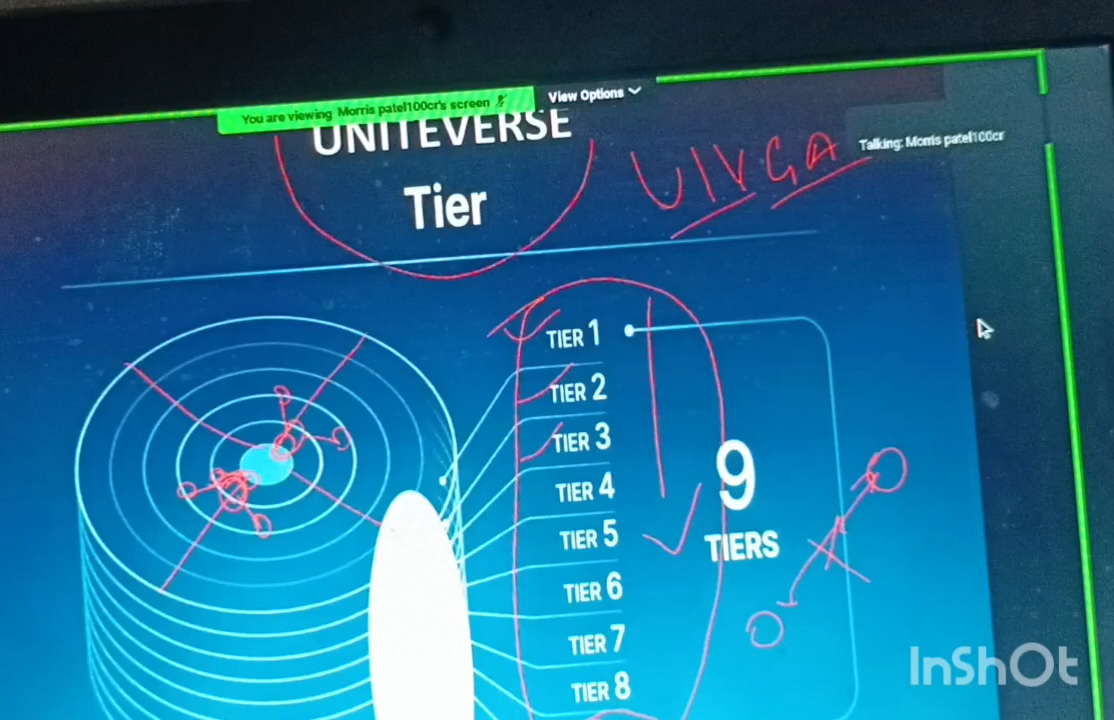 You are viewing Morris patel100cr's screen
View Options
UNITEVERSE
Talking: Morris patel100cr
Tier
UIVGA
TIER 1
TIER 2
TIER 3
TIER 4
TIER 5
TIER 6
TIER 7
TIER 8
9
TIERS
InShOt